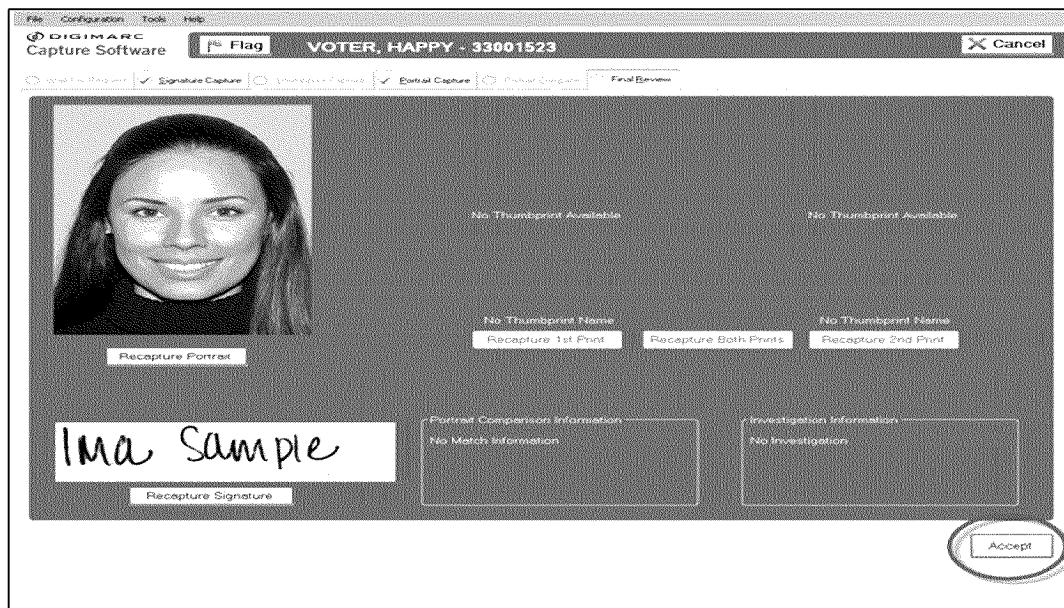 File Configuration Tools Help
DIGIMARC
Capture Software
Flag
VOTER, HAPPY - 33001523
Cancel
Signature Capture Portrait Capture Final Review
No Thumbprint Available No Thumbprint Available
No Thumbprint Name No Thumbprint Name
Recapture Portrait Recapture 1st Print Recapture Both Prints Recapture 2nd Print
Portrait Comparison Information Investigation Information
No Match Information No Investigation
Ima Sample
Recapture Signature
Accept